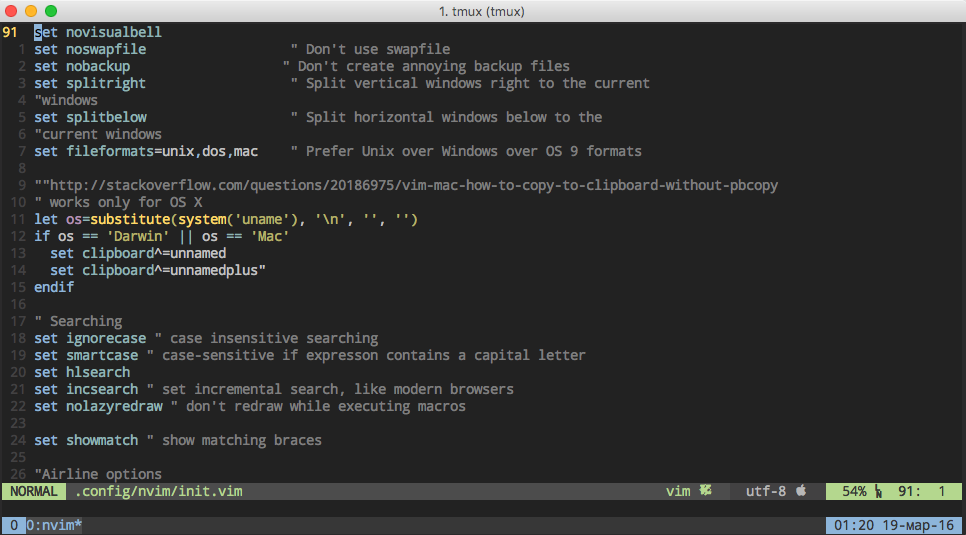 1. tmux (tmux)
91 set novisualbell
1 set noswapfile " Don't use swapfile
2 set nobackup " Don't create annoying backup files
3 set splitright " Split vertical windows right to the current
4 "windows
5 set splitbelow " Split horizontal windows below to the
6 "current windows
7 set fileformats=unix,dos,mac " Prefer Unix over Windows over OS 9 formats
8
9 ""http://stackoverflow.com/questions/20186975/vim-mac-how-to-copy-to-clipboard-without-pbcopy
10 " works only for OS X
11 let os=substitute(system('uname'), '\n', '', '')
12 if os == 'Darwin' || os == 'Mac'
13 set clipboard^=unnamed
14 set clipboard^=unnamedplus"
15 endif
16
17 " Searching
18 set ignorecase " case insensitive searching
19 set smartcase " case-sensitive if expresson contains a capital letter
20 set hlsearch
21 set incsearch " set incremental search, like modern browsers
22 set nolazyredraw " don't redraw while executing macros
23
24 set showmatch " show matching braces
25
26 "Airline options
NORMAL .config/nvim/init.vim vim utf-8 54% LN 91: 1
0 0:nvim* 01:20 19-мар-16